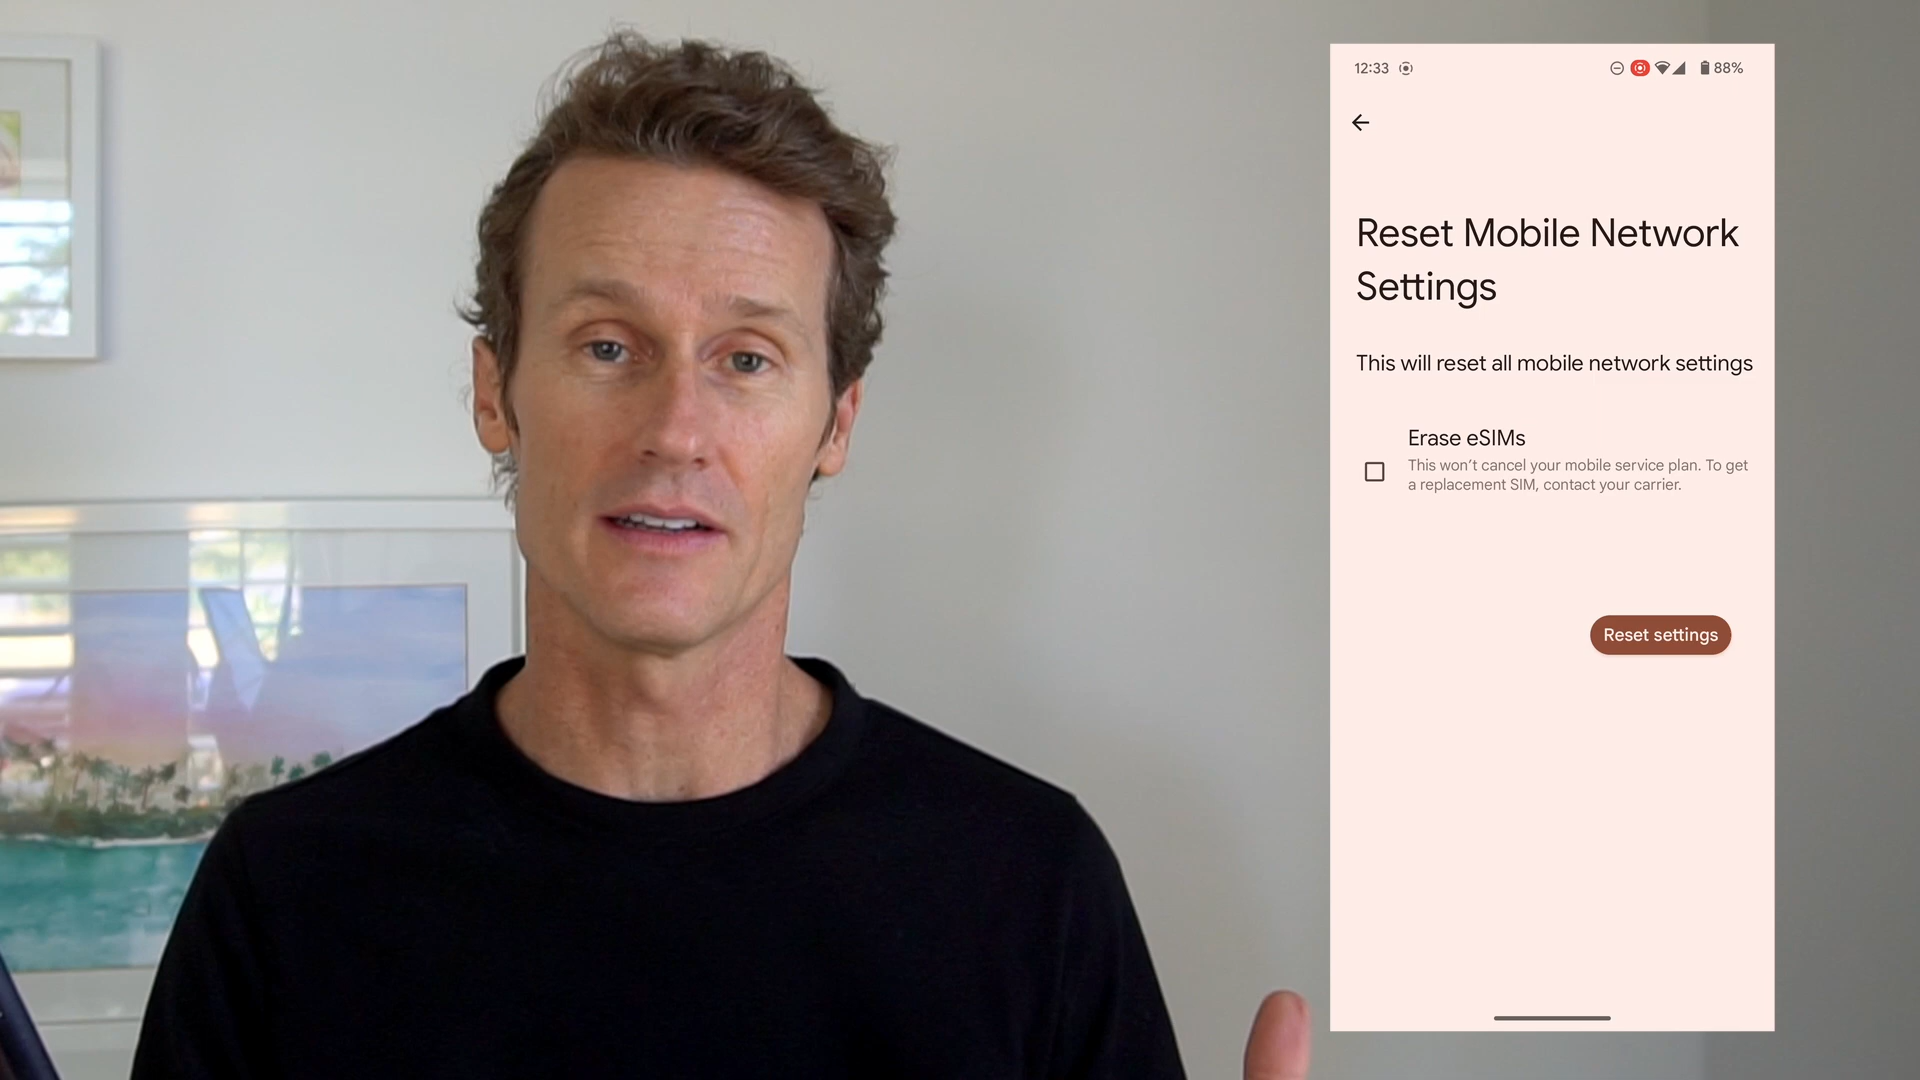 12:33
88%
Reset Mobile Network
Settings
This will reset all mobile network settings
Erase eSIMs
This won't cancel your mobile service plan. To get
a replacement SIM, contact your carrier.
Reset settings